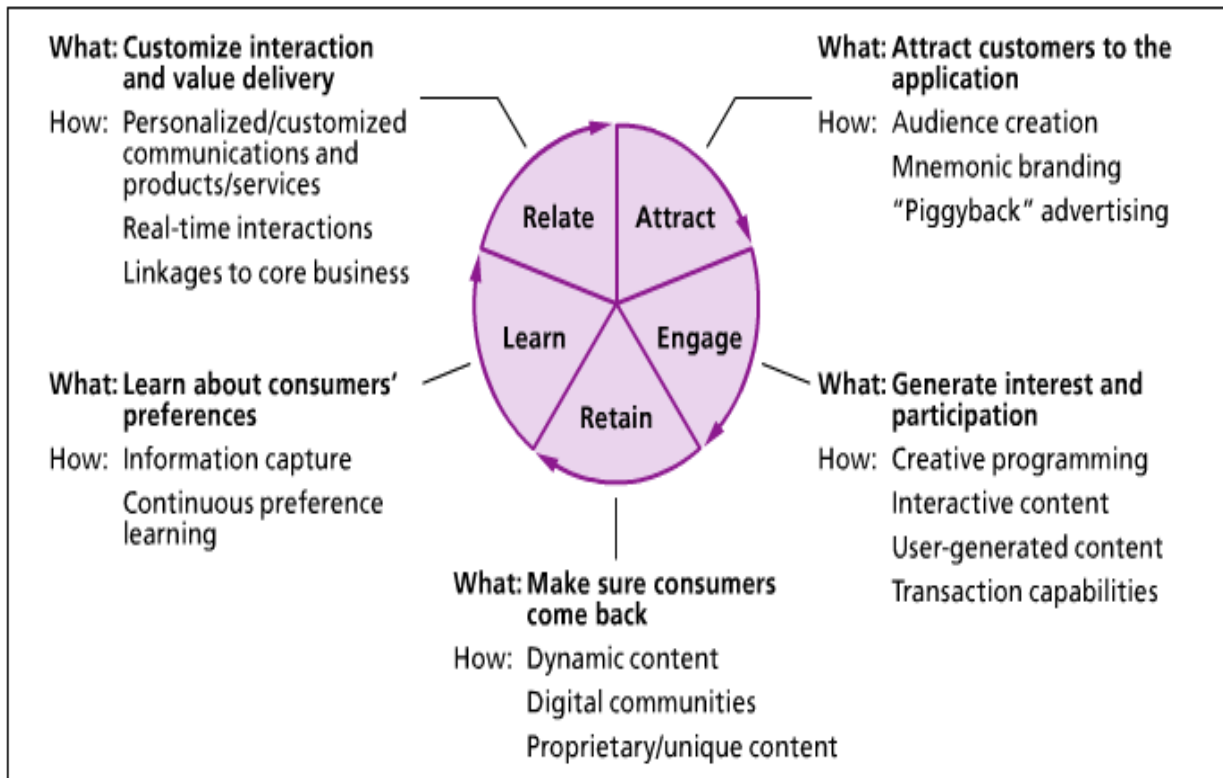 What: Customize interaction
and value delivery
How: Personalized/customized
communications and
products/services
Real-time interactions
Linkages to core business
What: Attract customers to the
application
How: Audience creation
Mnemonic branding
“Piggyback” advertising
Relate
Attract
Learn
Engage
Retain
What: Learn about consumers’
preferences
How: Information capture
Continuous preference
learning
What: Generate interest and
participation
How: Creative programming
Interactive content
User-generated content
Transaction capabilities
What: Make sure consumers
come back
How: Dynamic content
Digital communities
Proprietary/unique content